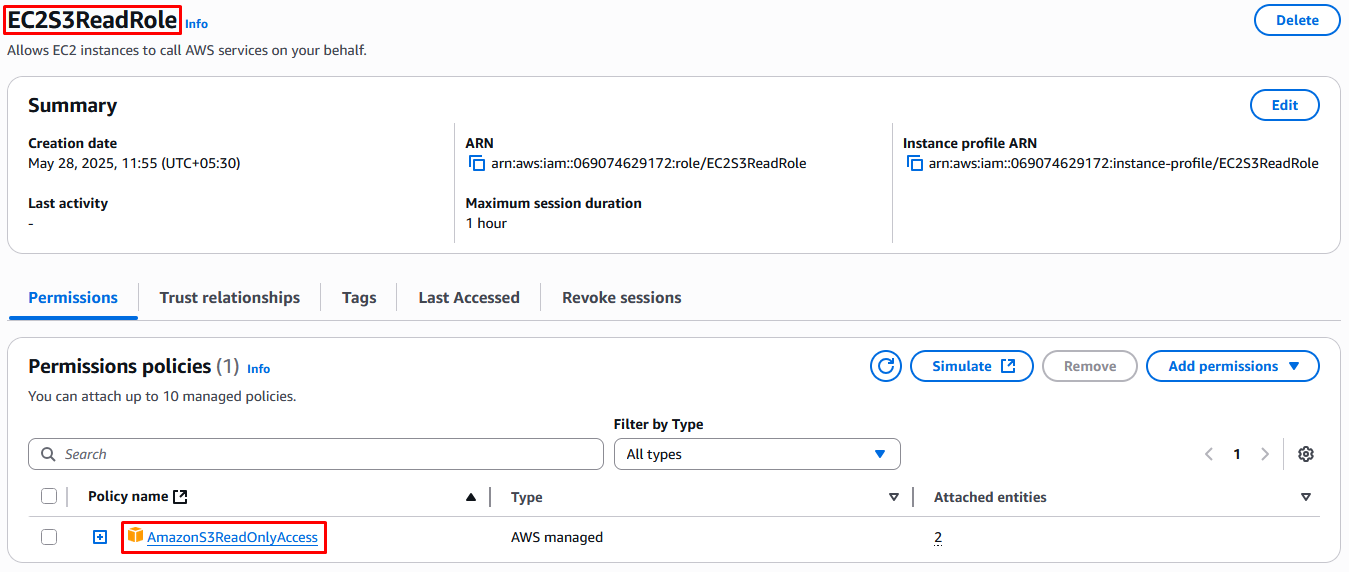 EC2S3ReadRole Info
Delete
Allows EC2 instances to call AWS services on your behalf.
Summary
Edit
Creation date
May 28, 2025, 11:55 (UTC+05:30)
ARN
arn:aws:iam::069074629172:role/EC2S3ReadRole
Instance profile ARN
arn:aws:iam::069074629172:instance-profile/EC2S3ReadRole
Last activity
-
Maximum session duration
1 hour
Permissions Trust relationships Tags Last Accessed Revoke sessions
Permissions policies (1) Info
Simulate Remove Add permissions
You can attach up to 10 managed policies.
Filter by Type
Search All types 1
Policy name Type Attached entities
AmazonS3ReadOnlyAccess AWS managed 2